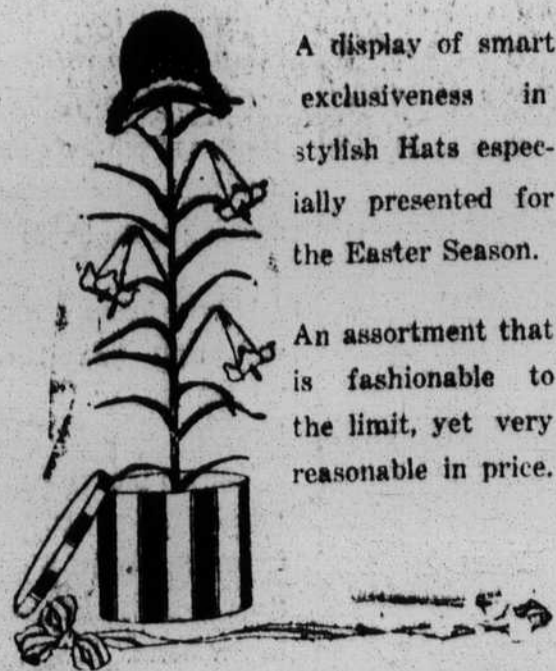 A display of smart
exclusiveness in
stylish Hats espec-
ially presented for
the Easter Season.
An assortment that
is fashionable to
the limit, yet very
reasonable in price.